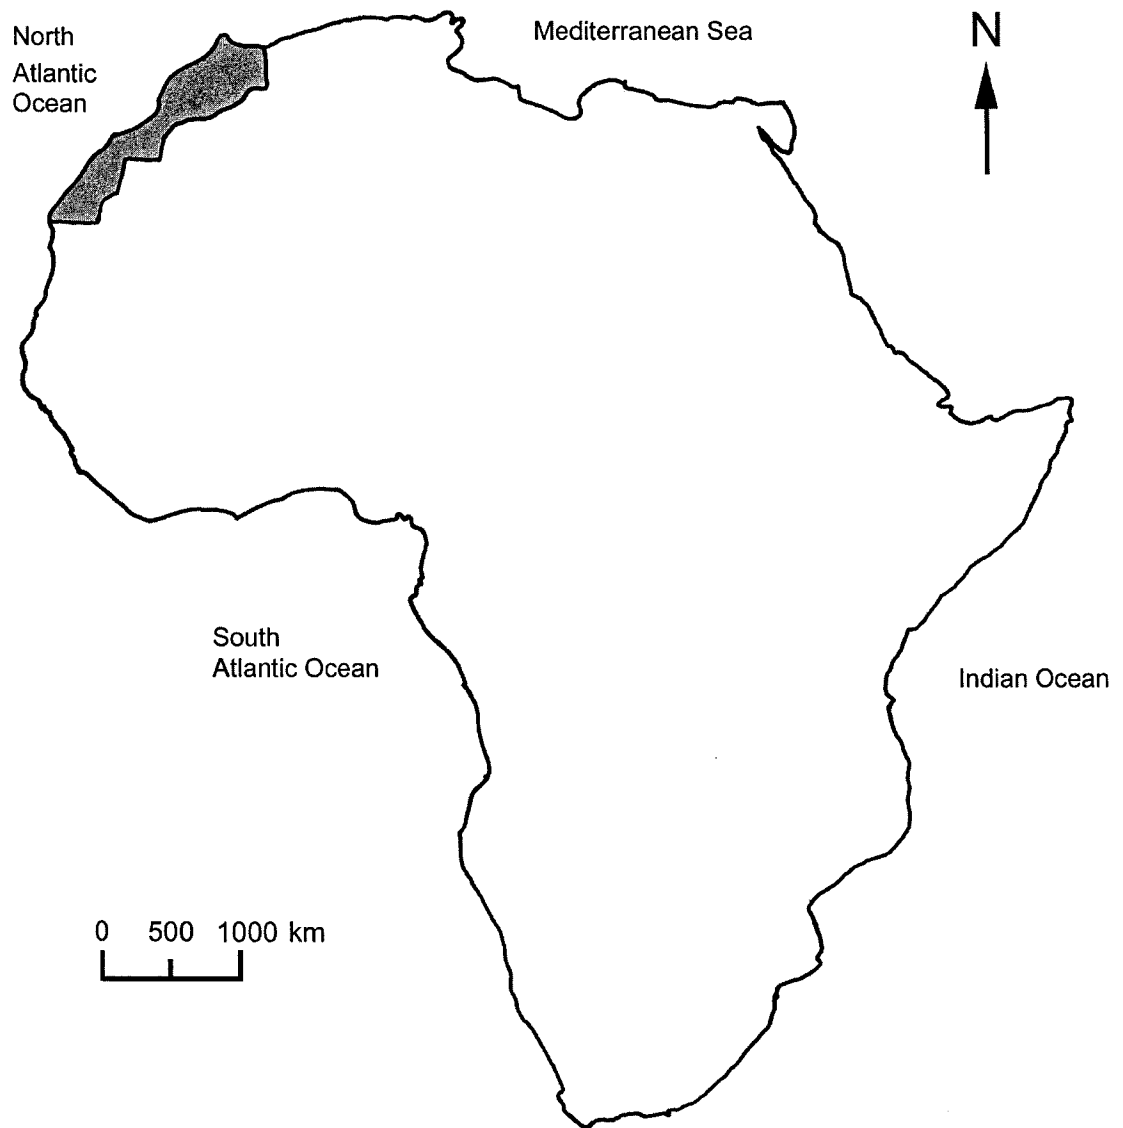 North
Atlantic
Ocean
Mediterranean Sea
N
South
Atlantic Ocean
Indian Ocean
0 500 1000 km